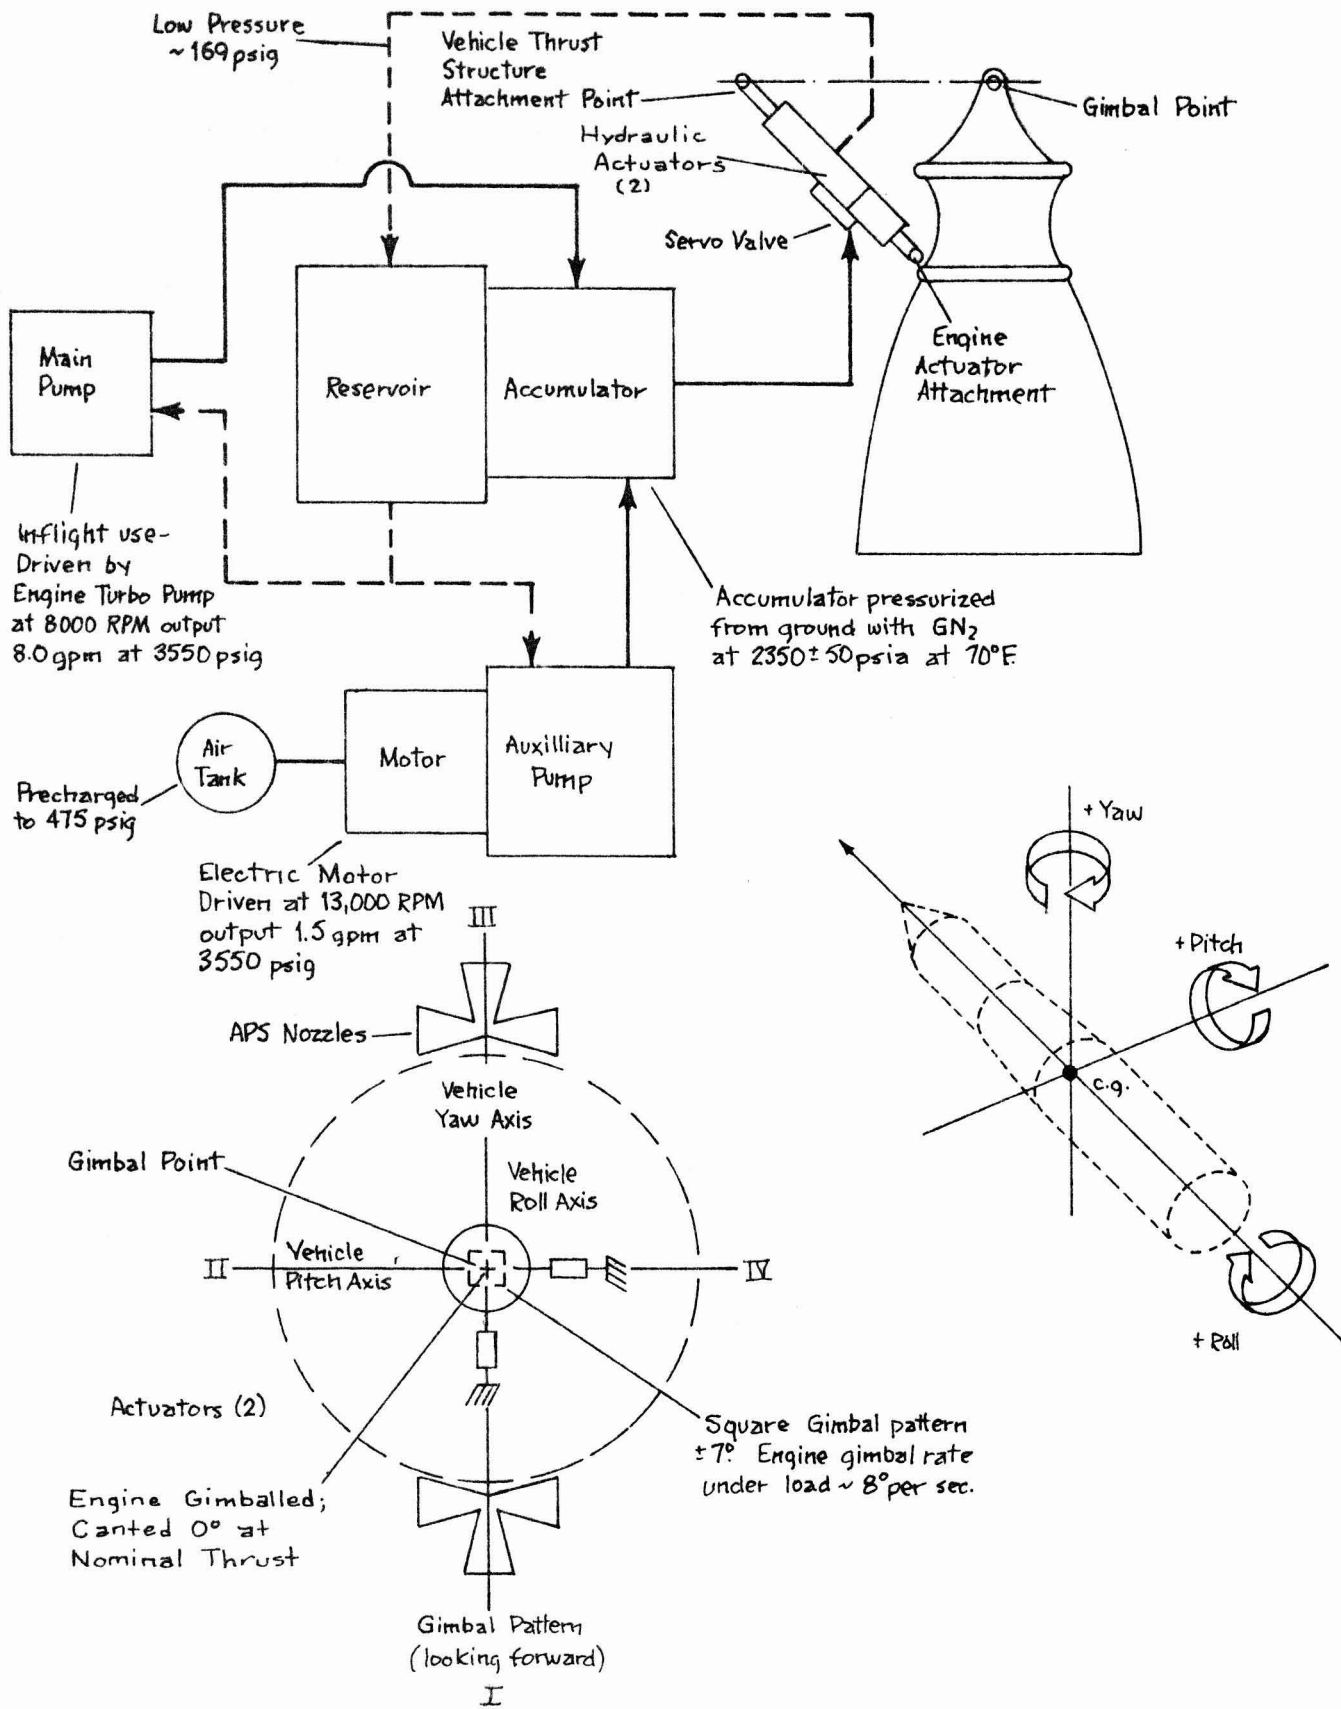 Low Pressure
~169 psig
Vehicle Thrust
Structure
Attachment Point
Gimbal Point
Hydraulic
Actuators
(2)
Servo Valve
Engine
Actuator
Attachment
Main
Pump
Reservoir
Accumulator
Inflight use-
Driven by
Engine Turbo Pump
at 8000 RPM output
8.0 gpm at 3550 psig
Accumulator pressurized
from ground with GN2
at 2350±50 psia at 70°F.
Air
Tank
Motor
Auxilliary
Pump
Precharged
to 475 psig
Electric Motor
Driven at 13,000 RPM
output 1.5 gpm at
3550 psig
+ Yaw
+ Pitch
c.g.
+ Roll
III
APS Nozzles
Vehicle
Yaw Axis
Gimbal Point
Vehicle
Roll Axis
II
Vehicle
Pitch Axis
IV
Actuators (2)
Square Gimbal pattern
±7°. Engine gimbal rate
under load ~ 8° per sec.
Engine Gimballed;
Canted 0° at
Nominal Thrust
Gimbal Pattern
(looking forward)
I